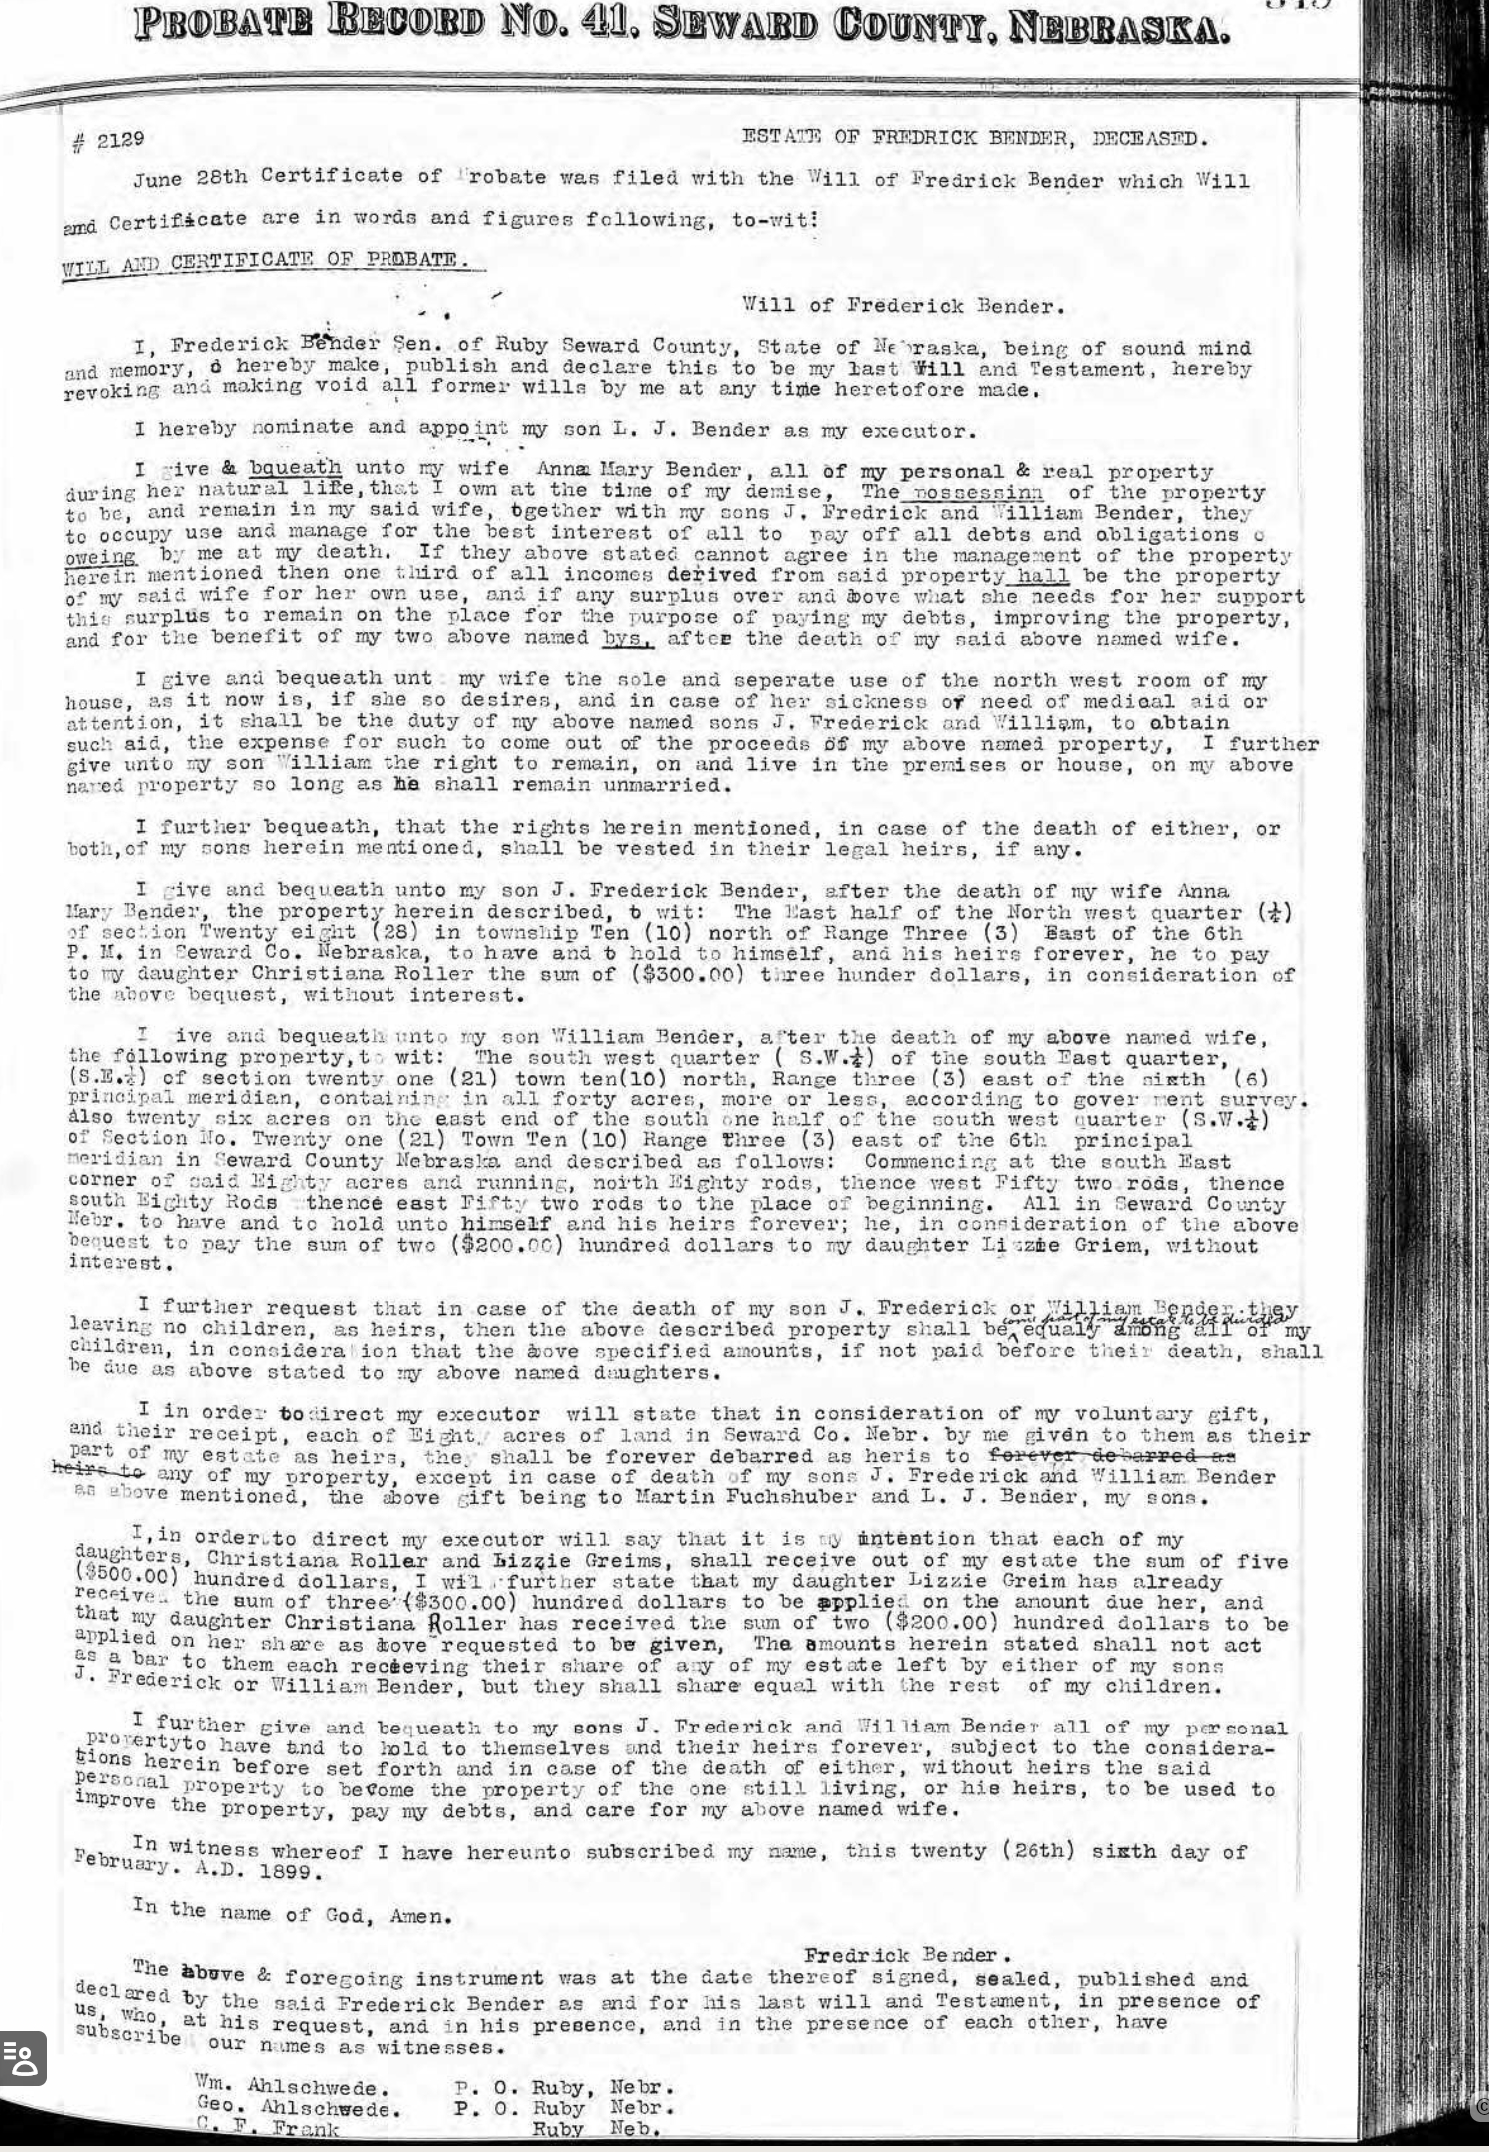 PROBATE RECORD NO. 41, SEWARD COUNTY, NEBRASKA.
# 2129 ESTATE OF FREDRICK BENDER, DECEASED.
June 28th Certificate of Probate was filed with the Will of Fredrick Bender which Will
and Certificate are in words and figures following, to-wit:
WILL AND CERTIFICATE OF PROBATE.
Will of Frederick Bender.
I, Frederick Bender Sen. of Ruby Seward County, State of Nebraska, being of sound mind
and memory, d hereby make, publish and declare this to be my last Will and Testament, hereby
revoking and making void all former wills by me at any time heretofore made.
I hereby nominate and appoint my son L. J. Bender as my executor.
I give & bqueath unto my wife Anna Mary Bender, all of my personal & real property
during her natural life,that I own at the time of my demise, The possessinn of the property
to be, and remain in my said wife, tgether with my sons J. Fredrick and William Bender, they
to occupy use and manage for the best interest of all to pay off all debts and obligations o
oweing by me at my death. If they above stated cannot agree in the management of the property
herein mentioned then one third of all incomes derived from said property hall be the property
of my said wife for her own use, and if any surplus over and above what she needs for her support
this surplus to remain on the place for the purpose of paying my debts, improving the property,
and for the benefit of my two above named bys, after the death of my said above named wife.
I give and bequeath unt my wife the sole and seperate use of the north west room of my
house, as it now is, if she so desires, and in case of her sickness or need of medical aid or
attention, it shall be the duty of my above named sons J. Frederick and William, to obtain
such aid, the expense for such to come out of the proceeds of my above named property, I further
give unto my son William the right to remain, on and live in the premises or house, on my above
named property so long as he shall remain unmarried.
I further bequeath, that the rights herein mentioned, in case of the death of either, or
both,of my sons herein mentioned, shall be vested in their legal heirs, if any.
I give and bequeath unto my son J. Frederick Bender, after the death of my wife Anna
Mary Bender, the property herein described, t wit: The East half of the North west quarter (¼)
of section Twenty eight (28) in township Ten (10) north of Range Three (3) East of the 6th
P. M. in Seward Co. Nebraska, to have and t hold to himself, and his heirs forever, he to pay
to my daughter Christiana Roller the sum of ($300.00) three hunder dollars, in consideration of
the above bequest, without interest.
I ive and bequeath unto my son William Bender, after the death of my above named wife,
the following property,to wit: The south west quarter ( S.W.¼) of the south East quarter,
(S.E.¼) of section twenty one (21) town ten(10) north, Range three (3) east of the sixth (6)
principal meridian, containing in all forty acres, more or less, according to government survey.
Also twenty six acres on the east end of the south one half of the south west quarter (S.W.¼)
of Section No. Twenty one (21) Town Ten (10) Range Three (3) east of the 6th principal
meridian in Seward County Nebraska and described as follows: Commencing at the south East
corner of said Eighty acres and running, north Eighty rods, thence west Fifty two rods, thence
south Eighty Rods thence east Fifty two rods to the place of beginning. All in Seward County
Nebr. to have and to hold unto himself and his heirs forever; he, in consideration of the above
bequest to pay the sum of two ($200.00) hundred dollars to my daughter Lizzie Griem, without
interest.
I further request that in case of the death of my son J. Frederick or William Bender they
come part of my estate to be divided
leaving no children, as heirs, then the above described property shall be equaly among all of my
children, in consideration that the above specified amounts, if not paid before their death, shall
be due as above stated to my above named daughters.
I in order to direct my executor will state that in consideration of my voluntary gift,
and their receipt, each of Eighty acres of land in Seward Co. Nebr. by me given to them as their
part of my estate as heirs, they shall be forever debarred as heris to forever debarred as
heirs to any of my property, except in case of death of my sons J. Frederick and William Bender
as above mentioned, the above gift being to Martin Fuchshuber and L. J. Bender, my sons.
I,in order to direct my executor will say that it is my intention that each of my
daughters, Christiana Roller and Lizzie Greims, shall receive out of my estate the sum of five
($500.00) hundred dollars, I will further state that my daughter Lizzie Greim has already
received the sum of three ($300.00) hundred dollars to be applied on the amount due her, and
that my daughter Christiana Roller has received the sum of two ($200.00) hundred dollars to be
applied on her share as above requested to be given, The amounts herein stated shall not act
as a bar to them each recieving their share of any of my estate left by either of my sons
J. Frederick or William Bender, but they shall share equal with the rest of my children.
I further give and bequeath to my sons J. Frederick and William Bender all of my personal
propertyto have and to hold to themselves and their heirs forever, subject to the considera-
tions herein before set forth and in case of the death of either, without heirs the said
personal property to become the property of the one still living, or his heirs, to be used to
improve the property, pay my debts, and care for my above named wife.
In witness whereof I have hereunto subscribed my name, this twenty (26th) sixth day of
February. A.D. 1899.
In the name of God, Amen.
Fredrick Bender.
The above & foregoing instrument was at the date thereof signed, sealed, published and
declared by the said Frederick Bender as and for his last will and Testament, in presence of
us, who, at his request, and in his presence, and in the presence of each other, have
subscribe our names as witnesses.
Wm. Ahlschwede. P. O. Ruby, Nebr.
Geo. Ahlschwede. P. O. Ruby Nebr.
C. F. Frank Ruby Neb.